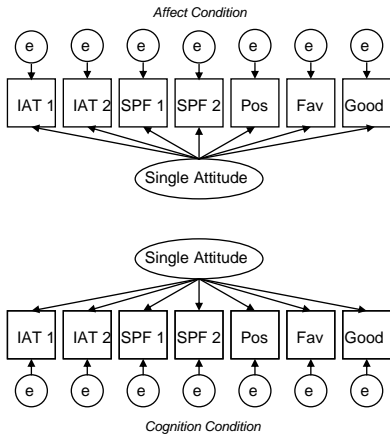 Affect Condition
e e e e e e e
IAT 1 IAT 2 SPF 1 SPF 2 Pos Fav Good
Single Attitude
Single Attitude
IAT 1 IAT 2 SPF 1 SPF 2 Pos Fav Good
e e e e e e e
Cognition Condition